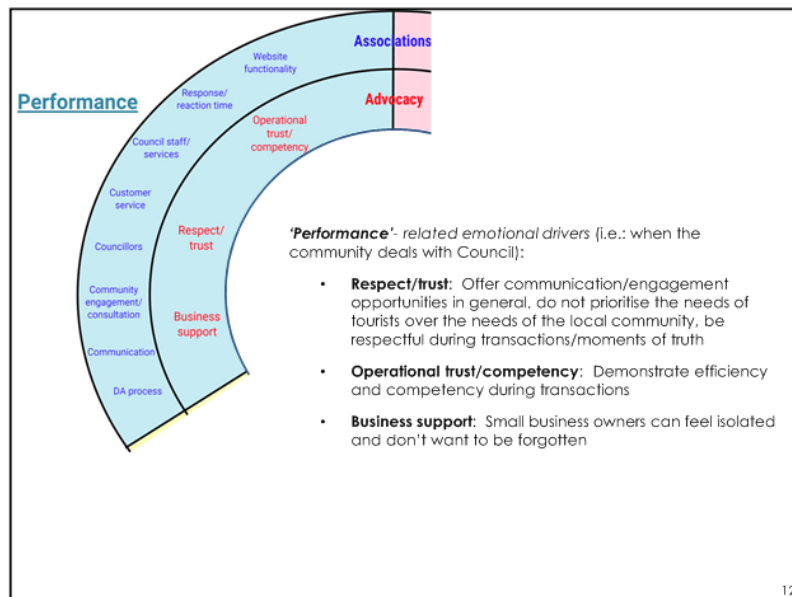 Associations
Advocacy
Performance
Website
functionality
Response/
reaction time
Council staff/
services
Customer
service
Councillors
Community
engagement/
consultation
Communication
DA process
Operational
trust/
competency
Respect/
trust
Business
support
'Performance'- related emotional drivers (i.e.: when the
community deals with Council):
• Respect/trust: Offer communication/engagement
opportunities in general, do not prioritise the needs of
tourists over the needs of the local community, be
respectful during transactions/moments of truth
• Operational trust/competency: Demonstrate efficiency
and competency during transactions
• Business support: Small business owners can feel isolated
and don't want to be forgotten
12